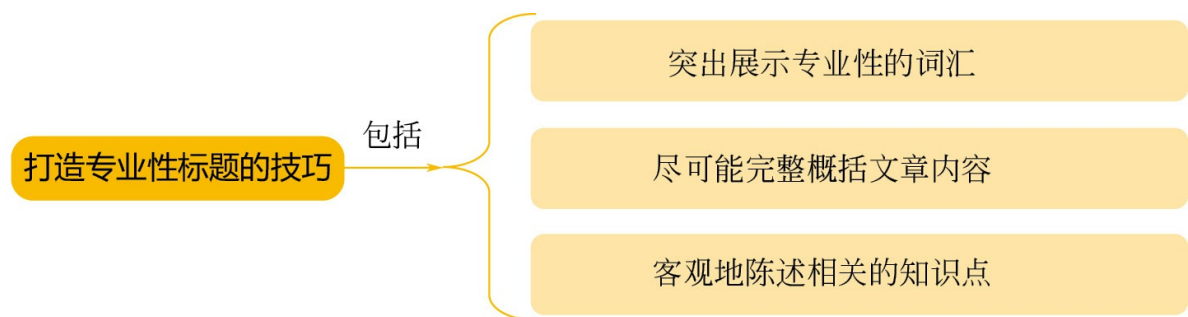 打造专业性标题的技巧
包括
突出展示专业性的词汇
尽可能完整概括文章内容
客观地陈述相关的知识点